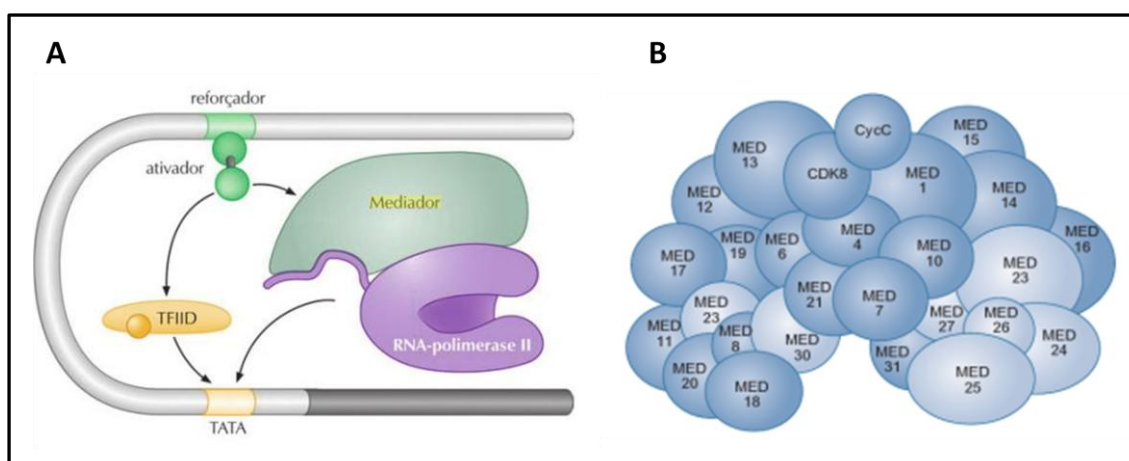 A
reforçador
ativador
Mediador
TFIID
RNA-polimerase II
TATA
B
CycC
MED
13
CDK8
MED
1
MED
15
MED
12
MED
14
MED
17
MED
19
MED
6
MED
4
MED
10
MED
16
MED
23
MED
21
MED
7
MED
23
MED
27
MED
26
MED
11
MED
8
MED
30
MED
31
MED
24
MED
20
MED
18
MED
25